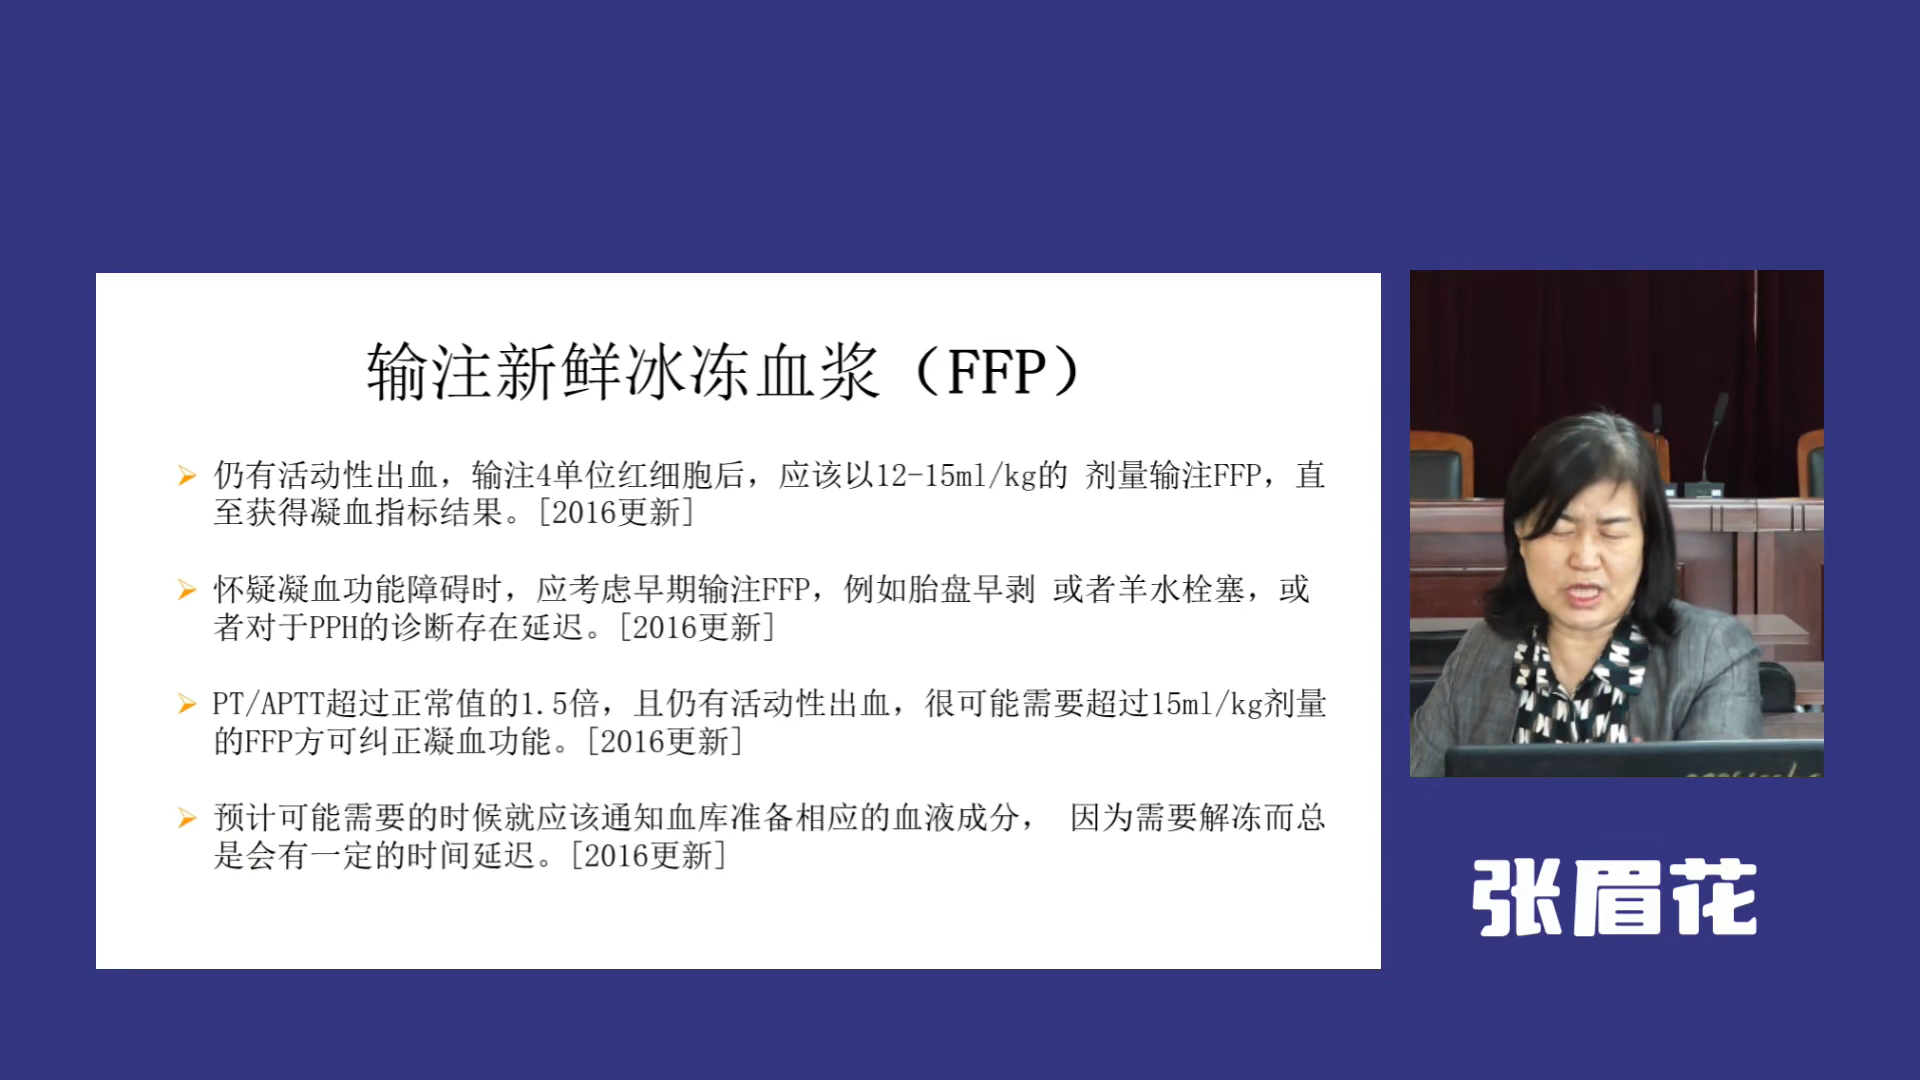 输注新鲜冰冻血浆（FFP）
仍有活动性出血，输注4单位红细胞后，应该以12-15ml/kg的 剂量输注FFP，直
至获得凝血指标结果。[2016更新]
怀疑凝血功能障碍时，应考虑早期输注FFP，例如胎盘早剥 或者羊水栓塞，或
者对于PPH的诊断存在延迟。[2016更新]
PT/APTT超过正常值的1.5倍，且仍有活动性出血，很可能需要超过15ml/kg剂量
的FFP方可纠正凝血功能。[2016更新]
预计可能需要的时候就应该通知血库准备相应的血液成分， 因为需要解冻而总
是会有一定的时间延迟。[2016更新]
张眉花